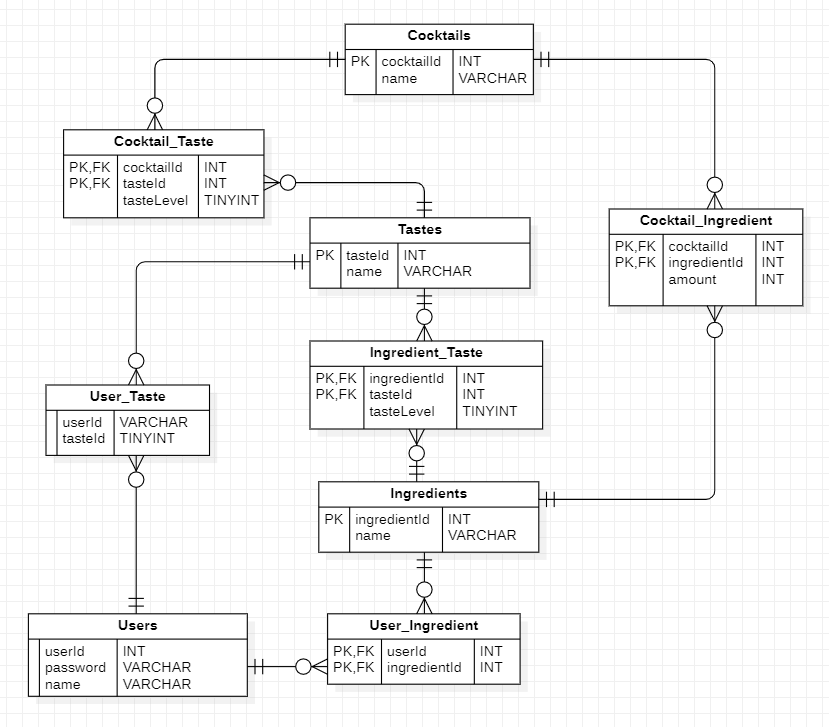 Cocktails
PK cocktailId INT
name VARCHAR
Cocktail_Taste
PK,FK cocktailId INT
PK,FK tasteId INT
tasteLevel TINYINT
Tastes
PK tasteId INT
name VARCHAR
Cocktail_Ingredient
PK,FK cocktailId INT
PK,FK ingredientId INT
amount INT
Ingredient_Taste
PK,FK ingredientId INT
PK,FK tasteId INT
tasteLevel TINYINT
User_Taste
userId VARCHAR
tasteId TINYINT
Ingredients
PK ingredientId INT
name VARCHAR
Users
userId INT
password VARCHAR
name VARCHAR
User_Ingredient
PK,FK userId INT
PK,FK ingredientId INT